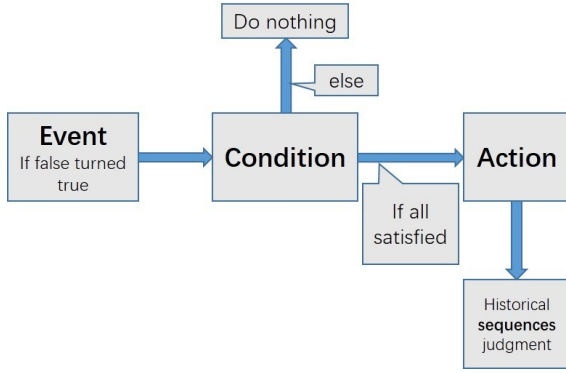 Do nothing
else
Event
If false turned
true
Condition
Action
If all
satisfied
Historical
sequences
judgment